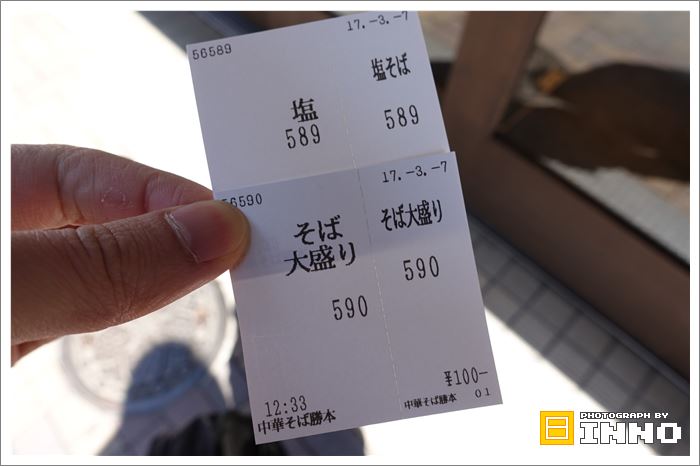 56589
17.-3.-7
塩
589
塩そば
589
56590
17.-3.-7
そば
大盛り
590
そば大盛り
590
12:33
中華そば勝本
¥100-
中華そば勝本 01
PHOTOGRAPH BY
INNO